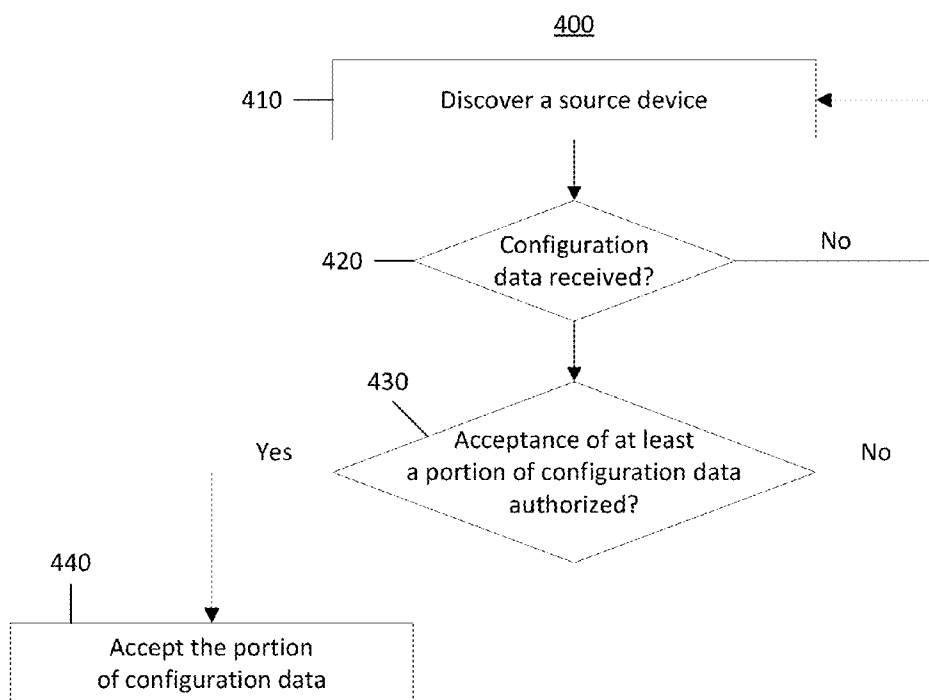 400
410
Discover a source device
420
Configuration
data received?
No
430
Yes
Acceptance of at least
a portion of configuration data
authorized?
No
440
Accept the portion
of configuration data